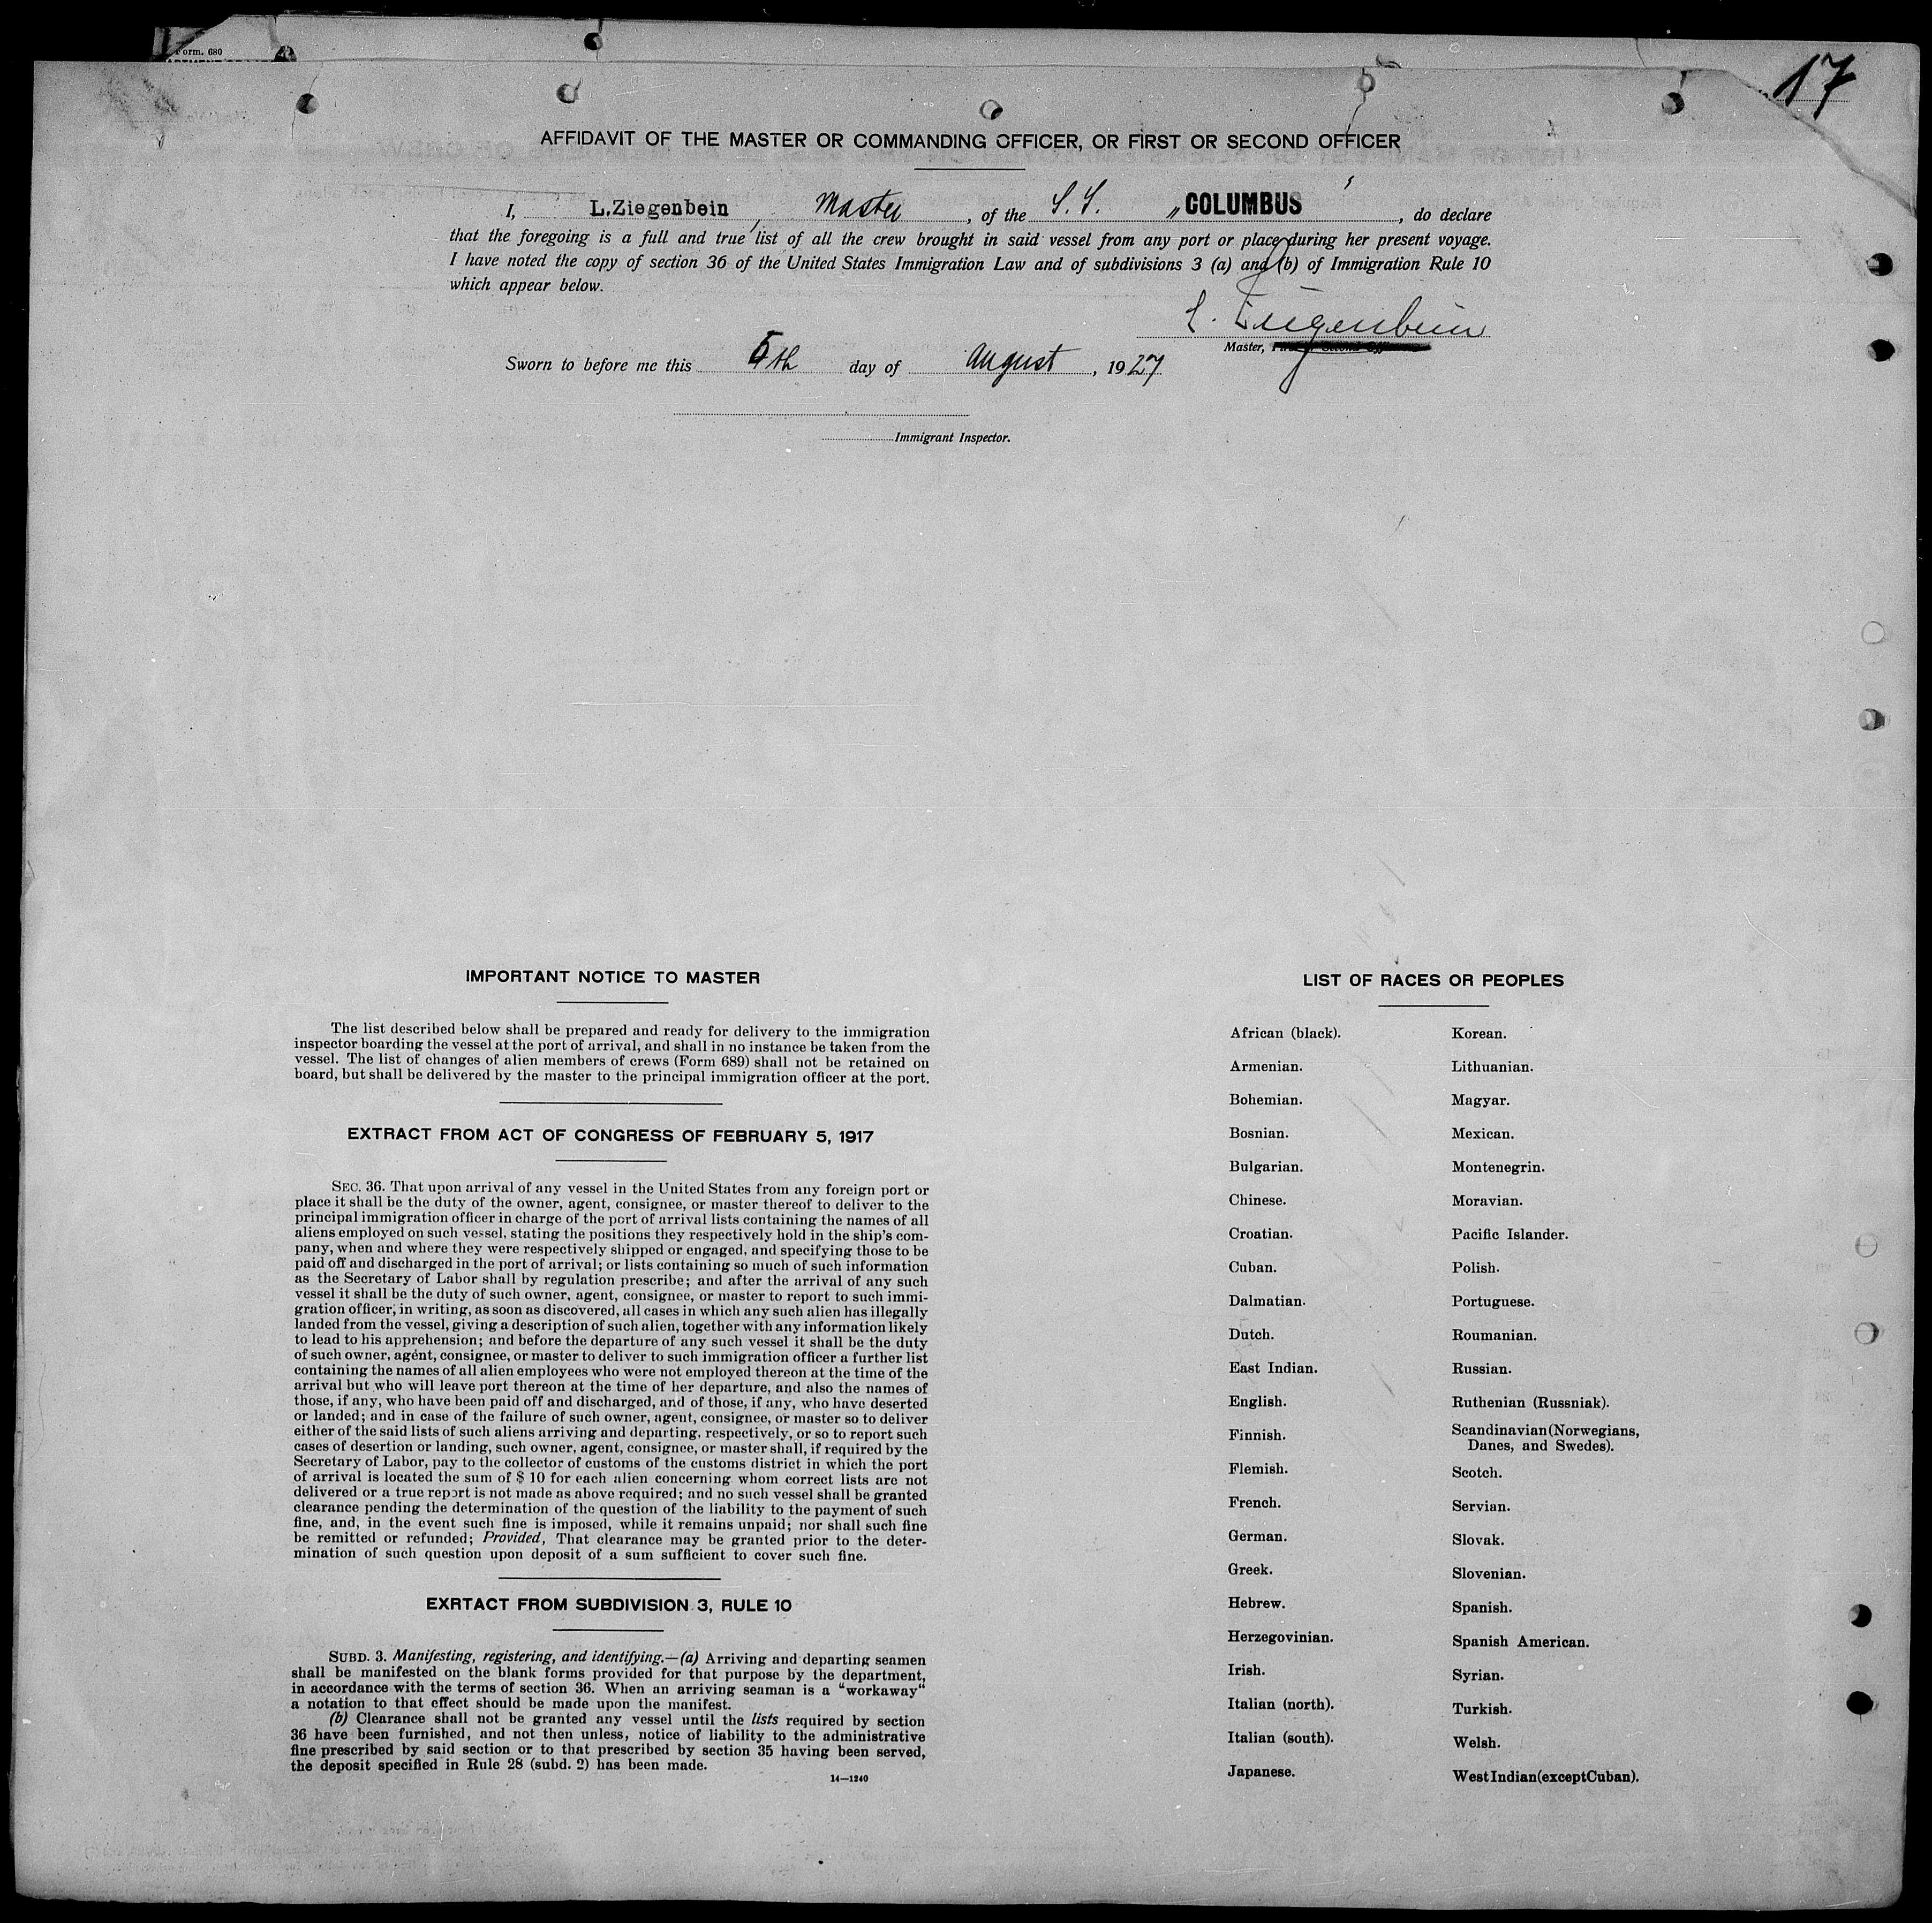 Form. 680
17
AFFIDAVIT OF THE MASTER OR COMMANDING OFFICER, OR FIRST OR SECOND OFFICER
I, L.Ziegenbein, Master, of the S.S. „COLUMBUS", do declare
that the foregoing is a full and true list of all the crew brought in said vessel from any port or place during her present voyage.
I have noted the copy of section 36 of the United States Immigration Law and of subdivisions 3 (a) and (b) of Immigration Rule 10
which appear below.
L. Ziegenbein
Master, First or Second Officer
Sworn to before me this 5th day of August, 1927
Immigrant Inspector.
IMPORTANT NOTICE TO MASTER
The list described below shall be prepared and ready for delivery to the immigration
inspector boarding the vessel at the port of arrival, and shall in no instance be taken from the
vessel. The list of changes of alien members of crews (Form 689) shall not be retained on
board, but shall be delivered by the master to the principal immigration officer at the port.
EXTRACT FROM ACT OF CONGRESS OF FEBRUARY 5, 1917
SEC. 36. That upon arrival of any vessel in the United States from any foreign port or
place it shall be the duty of the owner, agent, consignee, or master thereof to deliver to the
principal immigration officer in charge of the port of arrival lists containing the names of all
aliens employed on such vessel, stating the positions they respectively hold in the ship's com-
pany, when and where they were respectively shipped or engaged, and specifying those to be
paid off and discharged in the port of arrival; or lists containing so much of such information
as the Secretary of Labor shall by regulation prescribe; and after the arrival of any such
vessel it shall be the duty of such owner, agent, consignee, or master to report to such immi-
gration officer, in writing, as soon as discovered, all cases in which any such alien has illegally
landed from the vessel, giving a description of such alien, together with any information likely
to lead to his apprehension; and before the departure of any such vessel it shall be the duty
of such owner, agent, consignee, or master to deliver to such immigration officer a further list
containing the names of all alien employees who were not employed thereon at the time of the
arrival but who will leave port thereon at the time of her departure, and also the names of
those, if any, who have been paid off and discharged, and of those, if any, who have deserted
or landed; and in case of the failure of such owner, agent, consignee, or master so to deliver
either of the said lists of such aliens arriving and departing, respectively, or so to report such
cases of desertion or landing, such owner, agent, consignee, or master shall, if required by the
Secretary of Labor, pay to the collector of customs of the customs district in which the port
of arrival is located the sum of $ 10 for each alien concerning whom correct lists are not
delivered or a true report is not made as above required; and no such vessel shall be granted
clearance pending the determination of the question of the liability to the payment of such
fine, and, in the event such fine is imposed, while it remains unpaid; nor shall such fine
be remitted or refunded; Provided, That clearance may be granted prior to the deter-
mination of such question upon deposit of a sum sufficient to cover such fine.
EXRTACT FROM SUBDIVISION 3, RULE 10
SUBD. 3. Manifesting, registering, and identifying.—(a) Arriving and departing seamen
shall be manifested on the blank forms provided for that purpose by the department,
in accordance with the terms of section 36. When an arriving seaman is a “workaway“
a notation to that effect should be made upon the manifest.
(b) Clearance shall not be granted any vessel until the lists required by section
36 have been furnished, and not then unless, notice of liability to the administrative
fine prescribed by said section or to that prescribed by section 35 having been served,
the deposit specified in Rule 28 (subd. 2) has been made.
14—1240
LIST OF RACES OR PEOPLES
African (black).
Armenian.
Bohemian.
Bosnian.
Bulgarian.
Chinese.
Croatian.
Cuban.
Dalmatian.
Dutch.
East Indian.
English.
Finnish.
Flemish.
French.
German.
Greek.
Hebrew.
Herzegovinian.
Irish.
Italian (north).
Italian (south).
Japanese.
Korean.
Lithuanian.
Magyar.
Mexican.
Montenegrin.
Moravian.
Pacific Islander.
Polish.
Portuguese.
Roumanian.
Russian.
Ruthenian (Russniak).
Scandinavian (Norwegians,
Danes, and Swedes).
Scotch.
Servian.
Slovak.
Slovenian.
Spanish.
Spanish American.
Syrian.
Turkish.
Welsh.
West Indian (except Cuban).